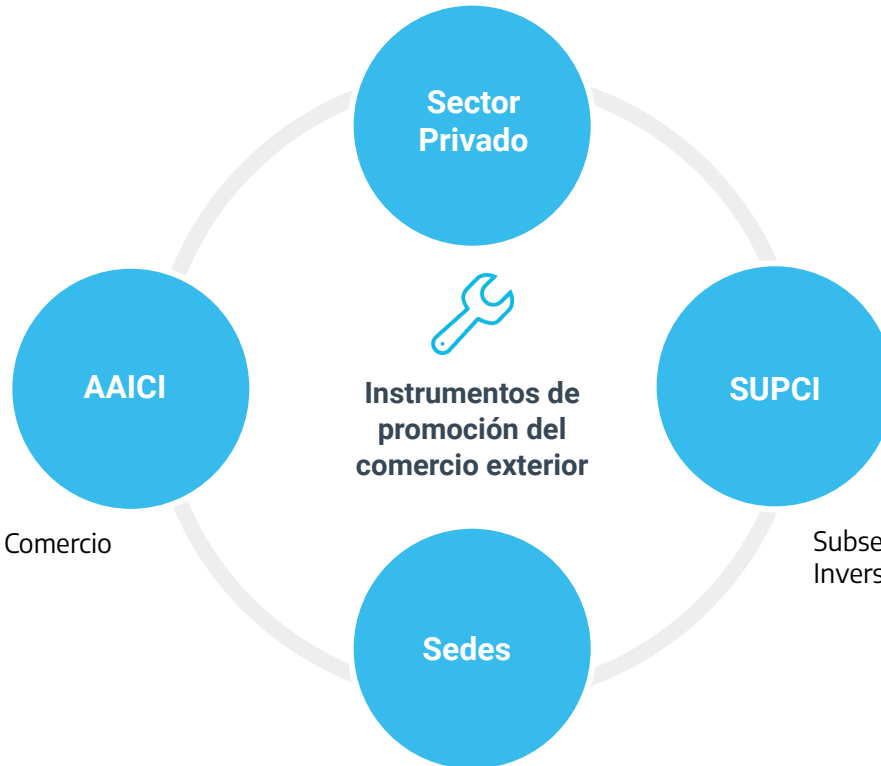 Sector
Privado
AAICI
SUPCI
Instrumentos de
promoción del
comercio exterior
Comercio
Subse
Invers
Sedes